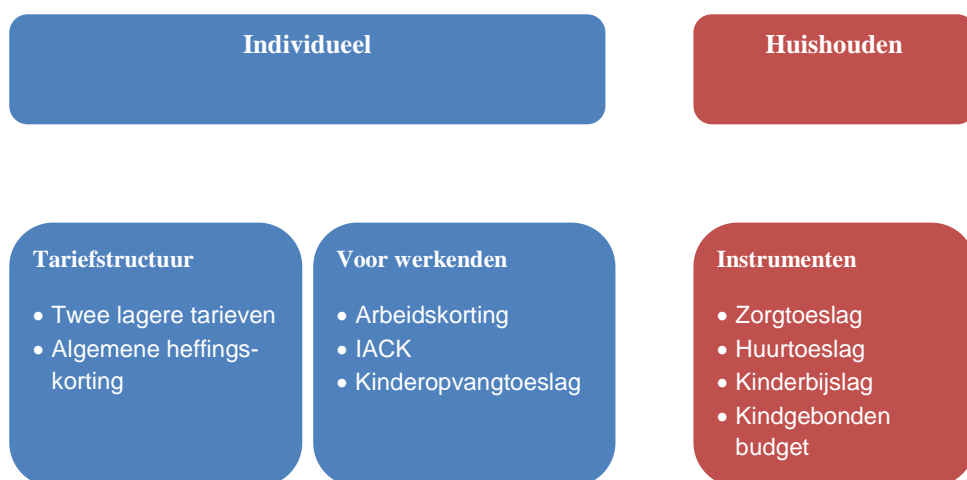 Individueel
Huishouden
Tariefstructuur
• Twee lagere tarieven
• Algemene heffings-
korting
Voor werkenden
• Arbeidskorting
• IACK
• Kinderopvangtoeslag
Instrumenten
• Zorgtoeslag
• Huurtoeslag
• Kinderbijslag
• Kindgebonden
budget